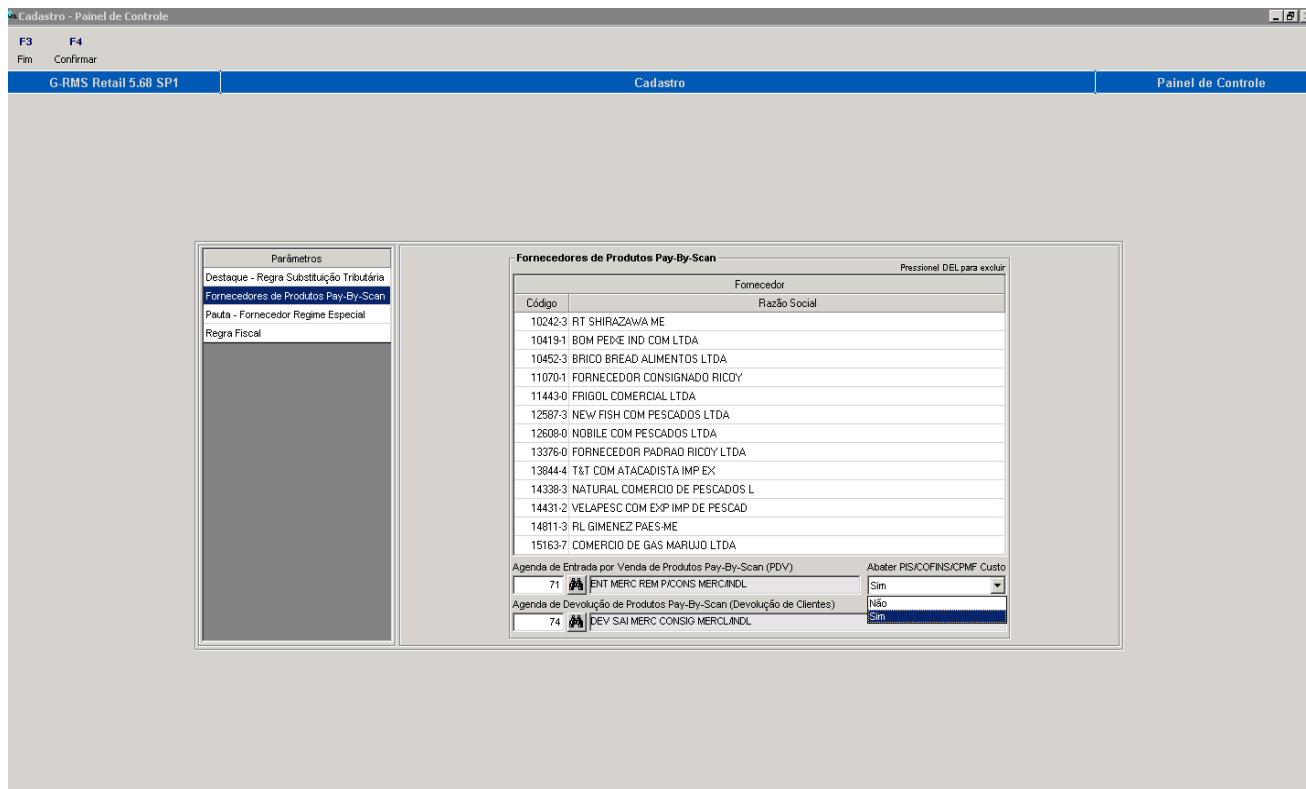 Cadastro - Painel de Controle
F3 F4
Fim Confirmar
G-RMS Retail 5.68 SP1 Cadastro Painel de Controle
Parâmetros
Destaque - Regra Substituição Tributária
Fornecedores de Produtos Pay-By-Scan
Pauta - Fornecedor Regime Especial
Regra Fiscal
Fornecedores de Produtos Pay-By-Scan
Pressionel DEL para excluir
Fornecedor
Código Razão Social
10242-3 RT SHIRAZAWA ME
10419-1 BOM PEIXE IND COM LTDA
10452-3 BRICO BREAD ALIMENTOS LTDA
11070-1 FORNECEDOR CONSIGNADO RICOY
11443-0 FRIGOL COMERCIAL LTDA
12587-3 NEW FISH COM PESCADOS LTDA
12608-0 NOBILE COM PESCADOS LTDA
13376-0 FORNECEDOR PADRAO RICOY LTDA
13844-4 T&T COM ATACADISTA IMP EX
14338-3 NATURAL COMERCIO DE PESCADOS L
14431-2 VELAPESC COM EXP IMP DE PESCAD
14811-3 RL GIMENEZ PAES-ME
15163-7 COMERCIO DE GAS MARUJO LTDA
Agenda de Entrada por Venda de Produtos Pay-By-Scan (PDV) Abater PIS/COFINS/CPMF Custo
71 ENT MERC REM P/CONS MERC/INDL Sim
Agenda de Devolução de Produtos Pay-By-Scan (Devolução de Clientes) Não
74 DEV SAI MERC CONSIG MERCL/INDL Sim